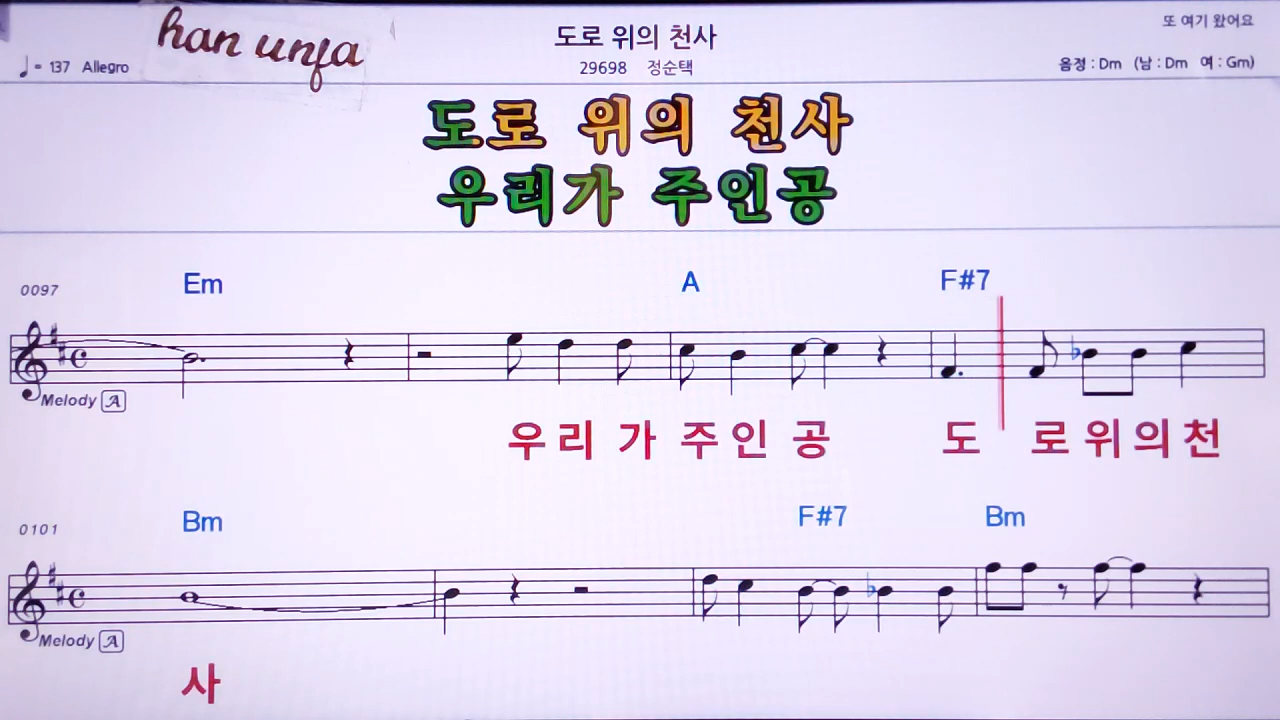 han unja
도로 위의 천사
또 여기 왔어요
♩= 137 Allegro
29698 정순택
음정 : Dm (남 : Dm 여 : Gm)
도로 위의 천사
우리가 주인공
0097 Em A F#7
Melody A
우리 가 주인 공 도 로위의천
0101 Bm F#7 Bm
Melody A
사